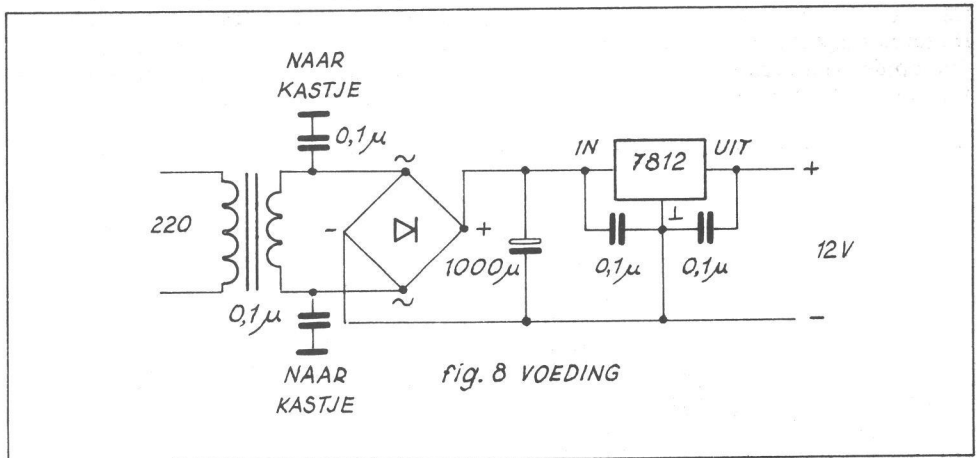 NAAR
KASTJE
0,1µ
IN 7812 UIT
~
+
220
-
+
⊥
1000µ
0,1µ 0,1µ
12V
0,1µ
~
-
NAAR
KASTJE
fig. 8 VOEDING